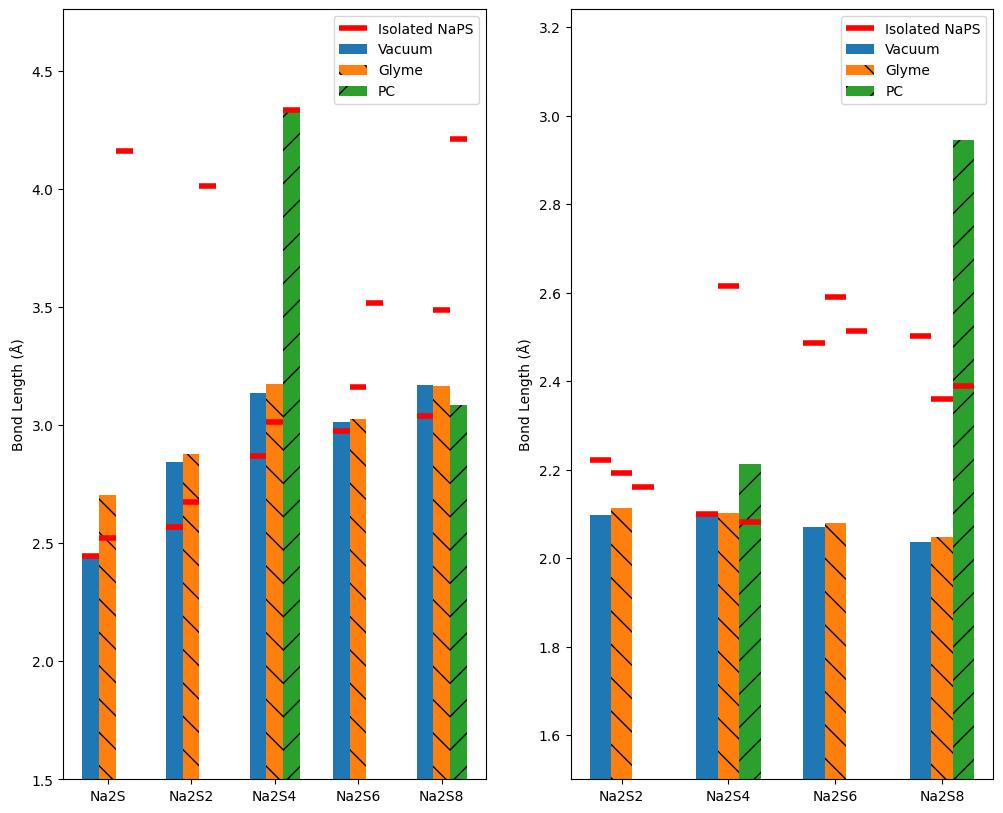 Bond Length (Å)
4.5
4.0
3.5
3.0
2.5
2.0
1.5
Na2S Na2S2 Na2S4 Na2S6 Na2S8
Isolated NaPS
Vacuum
Glyme
PC
Bond Length (Å)
3.2
3.0
2.8
2.6
2.4
2.2
2.0
1.8
1.6
Na2S2 Na2S4 Na2S6 Na2S8
Isolated NaPS
Vacuum
Glyme
PC